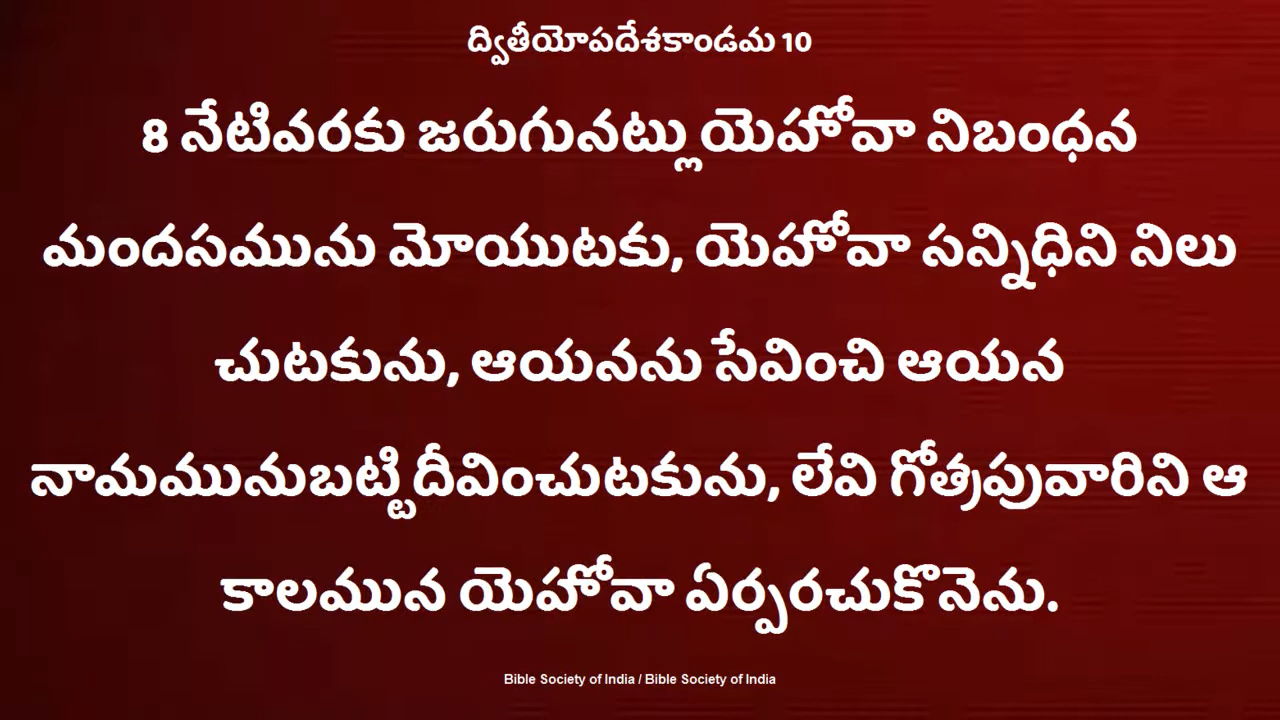 ద్వితీయోపదేశకాండమ 10
8 నేటివరకు జరుగునట్లుయెహోవా నిబంధన
మందసమును మోయుటకు, యెహోవా సన్నిధిని నిలు
చుటకును, ఆయనను సేవించి ఆయన
నామమునుబట్టిదీవించుటకును, లేవి గోత్రపువారిని ఆ
కాలమున యెహోవా ఏర్పరచుకొనెను.
Bible Society of India / Bible Society of India